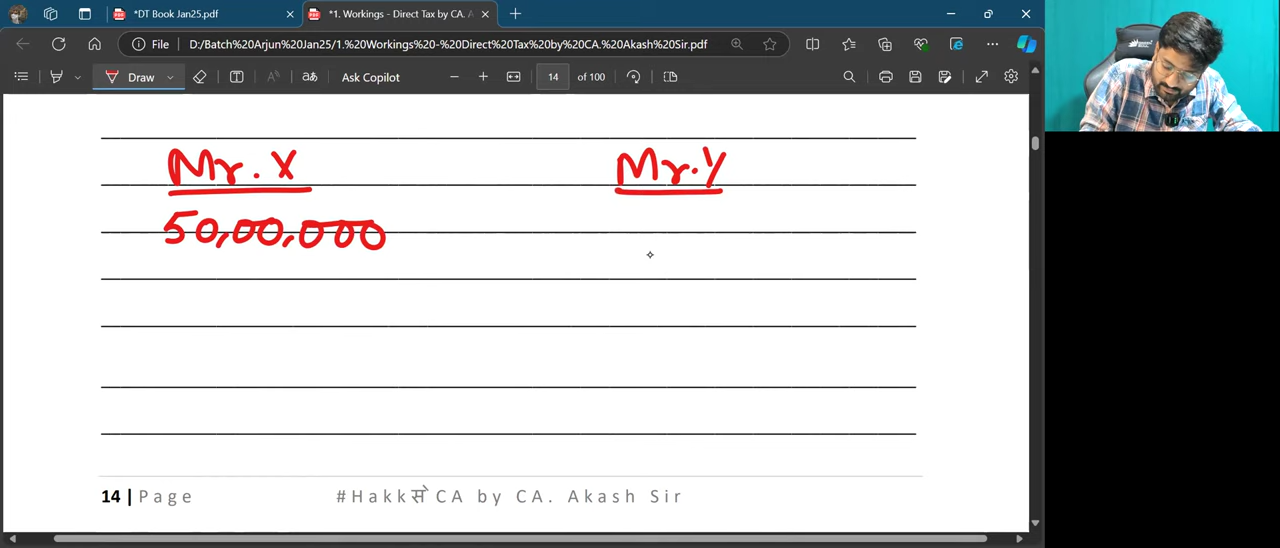 *DT Book Jan25.pdf
*1. Workings - Direct Tax by CA. A
File
D:/Batch%20Arjun%20Jan25/1.%20Workings%20-%20Direct%20Tax%20by%20CA.%20Akash%20Sir.pdf
Draw
aあ
Ask Copilot
14 of 100
Mr. X Mr. Y
50,00,000
14 | Page #Hakkसे CA by CA. Akash Sir